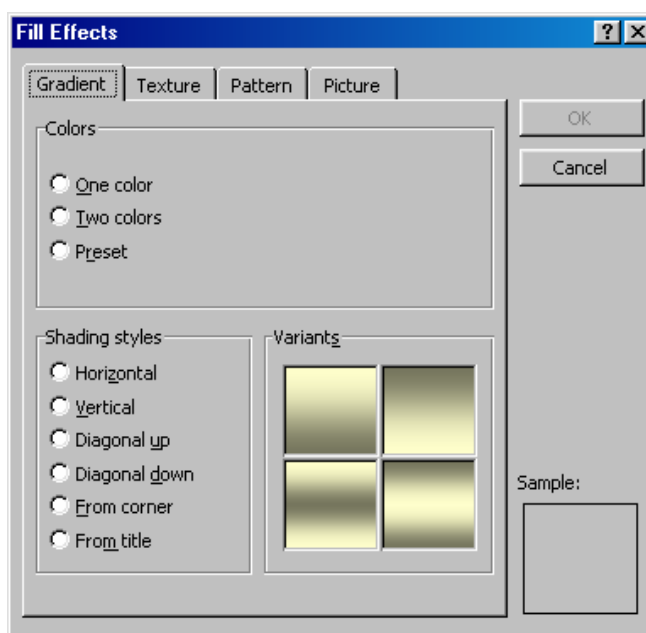 Fill Effects
Gradient Texture Pattern Picture
OK
Cancel
Colors
One color
Two colors
Preset
Shading styles
Horizontal
Vertical
Diagonal up
Diagonal down
From corner
From title
Variants
Sample: